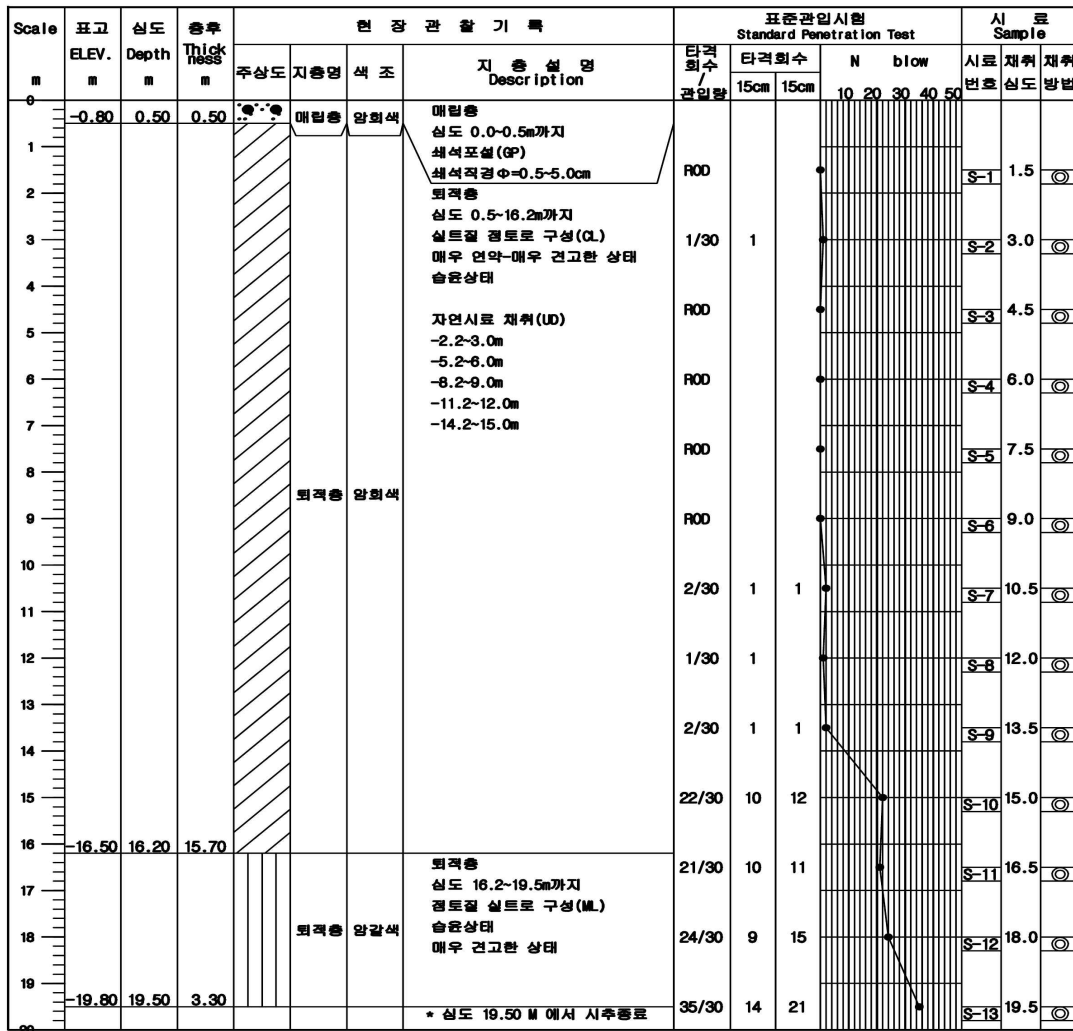 Scale 표고 심도 층후 현 장 관 찰 기 록 표준관입시험 시 료
Standard Penetration Test Sample
ELEV. Depth Thick ness
m m m m
주상도 지층명 색 조 지 층 설 명
Description
타격 회수 / 관입량 타격회수 N blow 시료 번호 채취 심도 채취 방법
15cm 15cm 10 20 30 40 50
0
-0.80 0.50 0.50 매립층 암회색 매립층
심도 0.0~0.5m까지
쇄석포설(GP)
쇄석직경Φ=0.5~5.0cm
1
ROD S-1 1.5 ◎
2
퇴적층
심도 0.5~16.2m까지
실트질 점토로 구성(CL)
매우 연약-매우 견고한 상태
습윤상태
3 1/30 1 S-2 3.0 ◎
4
ROD S-3 4.5 ◎
자연시료 채취(UD)
-2.2~3.0m
-5.2~6.0m
-8.2~9.0m
-11.2~12.0m
-14.2~15.0m
5
6 ROD S-4 6.0 ◎
7
ROD S-5 7.5 ◎
8
퇴적층 암회색
9 ROD S-6 9.0 ◎
10
2/30 1 1 S-7 10.5 ◎
11
12 1/30 1 S-8 12.0 ◎
13
2/30 1 1 S-9 13.5 ◎
14
15 22/30 10 12 S-10 15.0 ◎
16 -16.50 16.20 15.70
퇴적층
21/30 10 11 S-11 16.5 ◎
심도 16.2~19.5m까지
17
점토질 실트로 구성(ML)
습윤상태
매우 견고한 상태
퇴적층 암갈색
18 24/30 9 15 S-12 18.0 ◎
19
-19.80 19.50 3.30 35/30 14 21 S-13 19.5 ◎
* 심도 19.50 M 에서 시추종료
20